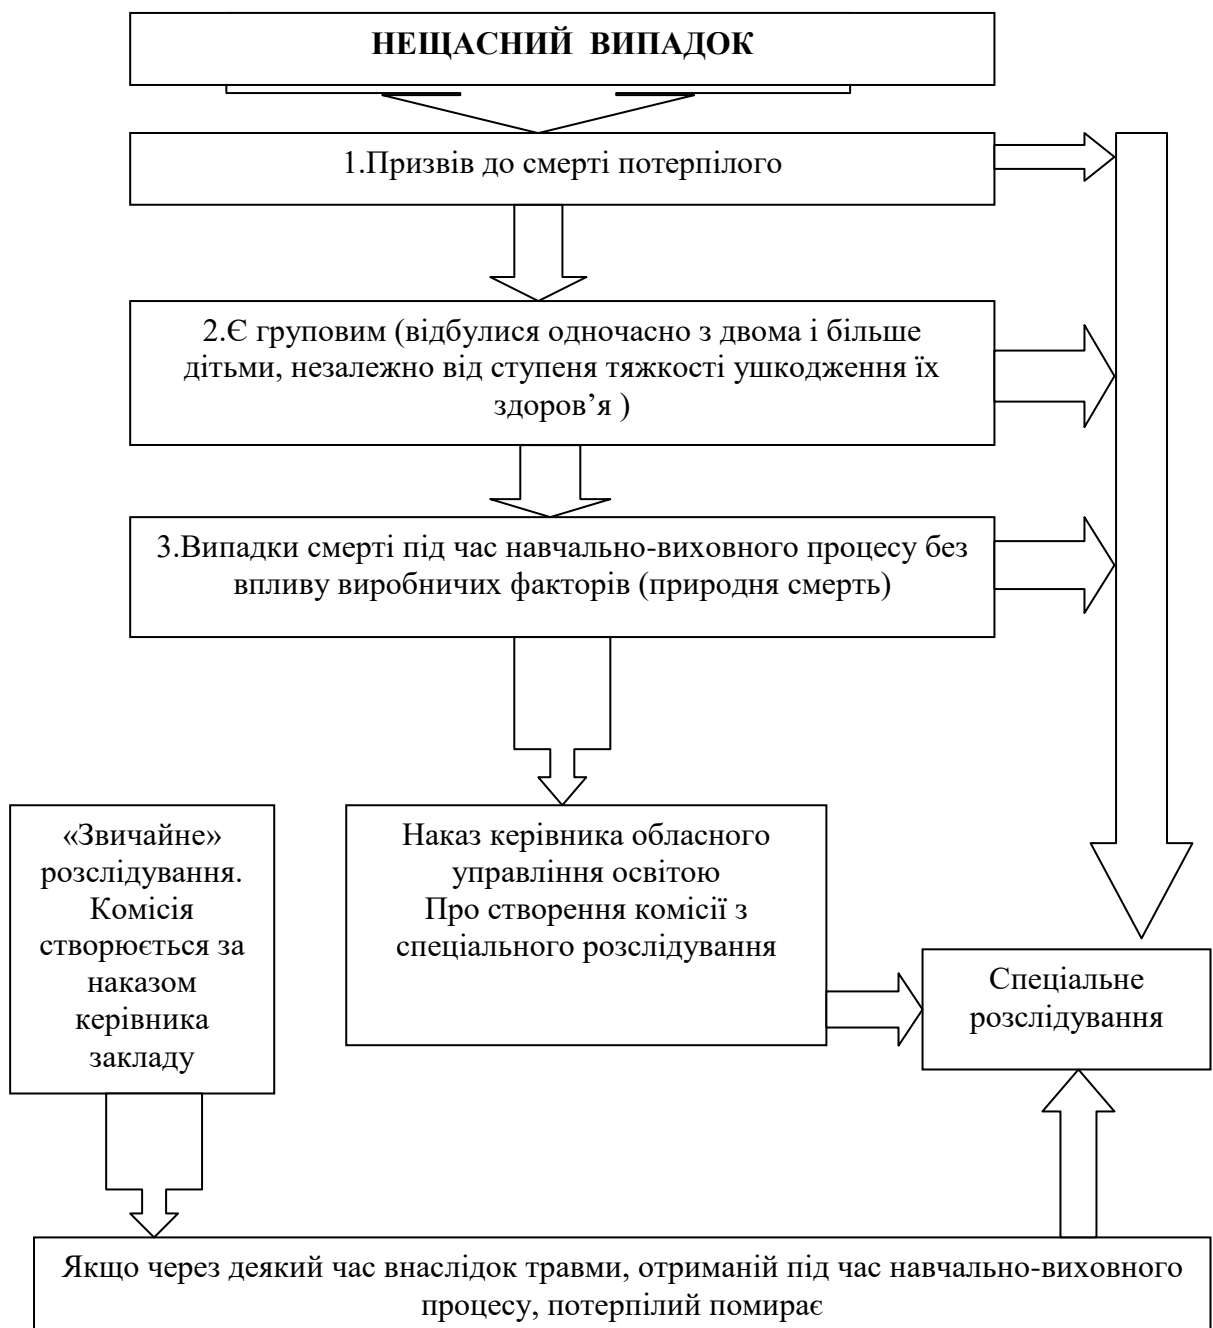 НЕЩАСНИЙ ВИПАДОК
1.Призвів до смерті потерпілого
2.Є груповим (відбулися одночасно з двома і більше
дітьми, незалежно від ступеня тяжкості ушкодження їх
здоров’я )
3.Випадки смерті під час навчально-виховного процесу без
впливу виробничих факторів (природня смерть)
«Звичайне»
розслідування.
Комісія
створюється за
наказом
керівника
закладу
Наказ керівника обласного
управління освітою
Про створення комісії з
спеціального розслідування
Спеціальне
розслідування
Якщо через деякий час внаслідок травми, отриманій під час навчально-виховного
процесу, потерпілий помирає